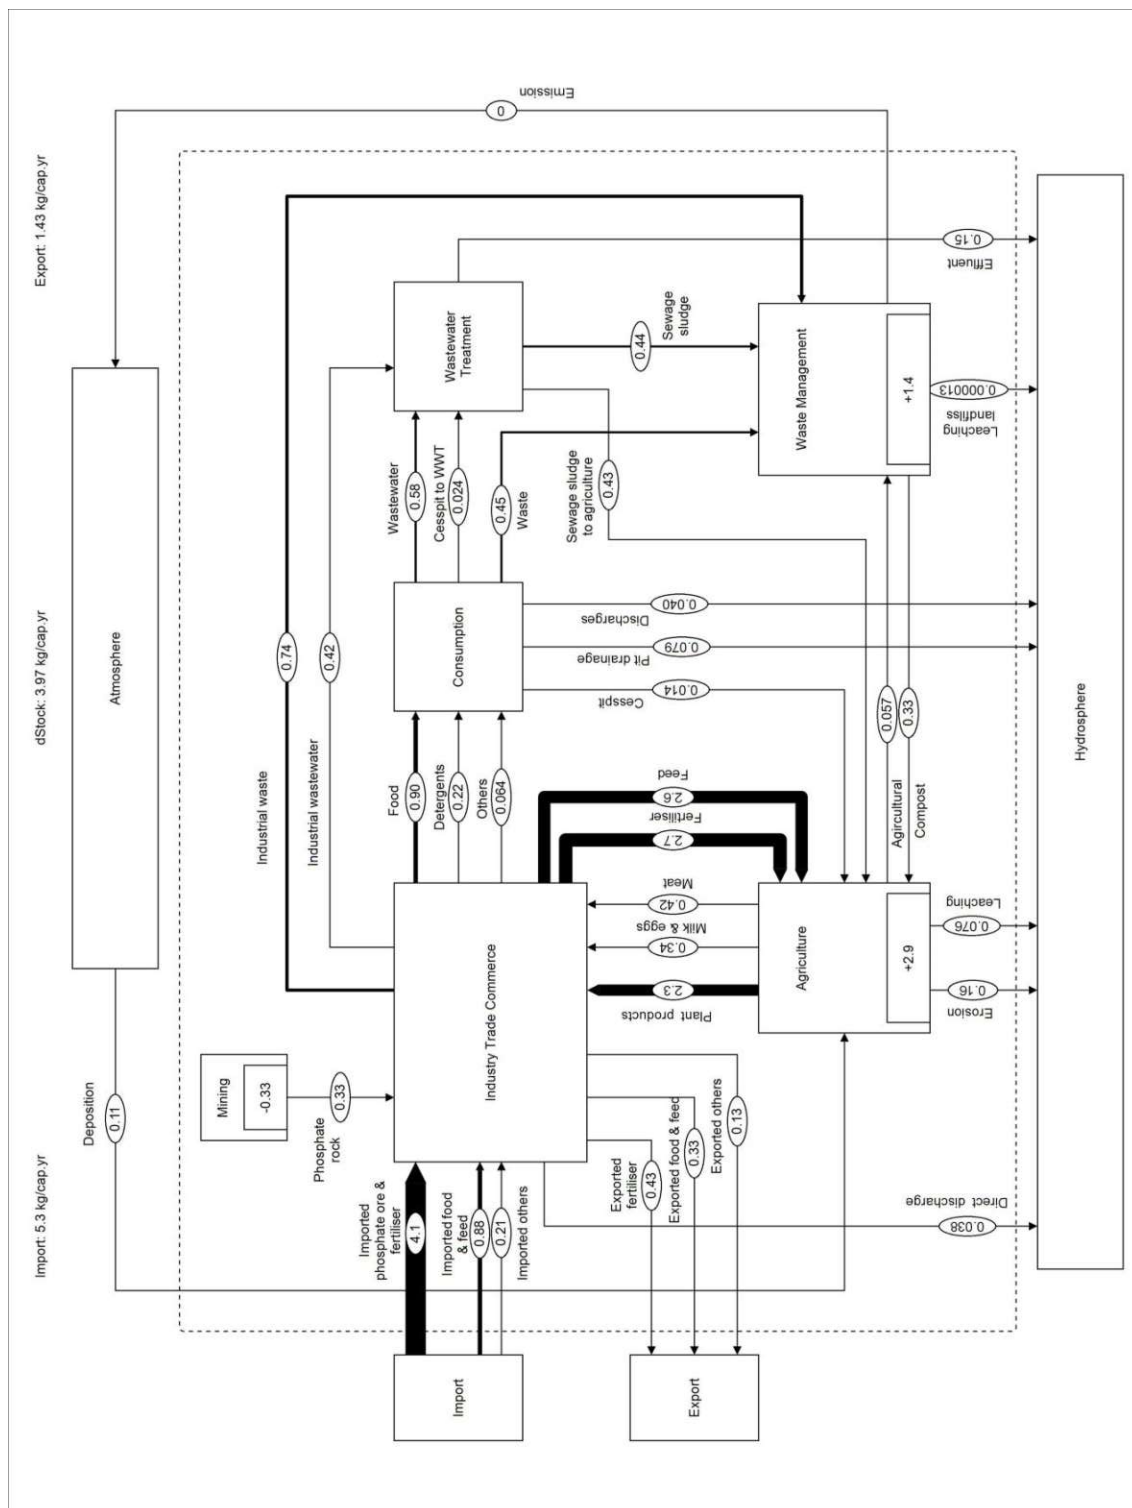 Import: 5.3 kg/cap.yr
dStock: 3.97 kg/cap.yr
Export: 1.43 kg/cap.yr
Atmosphere
Deposition
0.11
Emission
0
Mining
-0.33
Phosphate
rock
0.33
Industrial waste
0.74
Industrial wastewater
0.42
Import
Imported
phosphate ore &
fertiliser
4.1
Imported food
& feed
0.88
Imported others
0.21
Industry Trade Commerce
Food
0.90
Detergents
0.22
Others
0.064
Consumption
Wastewater
0.58
Cesspit to WWT
0.024
Waste
0.45
Wastewater
Treatment
Export
Exported
fertiliser
0.43
Exported food & feed
0.33
Exported others
0.13
Plant products
2.3
Milk & eggs
0.34
Meat
0.42
Fertiliser
2.7
Feed
2.6
Cesspit
0.014
Pit drainage
0.079
Discharges
0.040
Sewage sludge
to agriculture
0.43
Sewage
sludge
0.44
Agriculture
+2.9
Agircultural
0.057
Compost
0.33
Waste Management
+1.4
Direct discharge
0.038
Erosion
0.16
Leaching
0.076
Leaching
landfilss
0.000013
Effluent
0.15
Hydrosphere